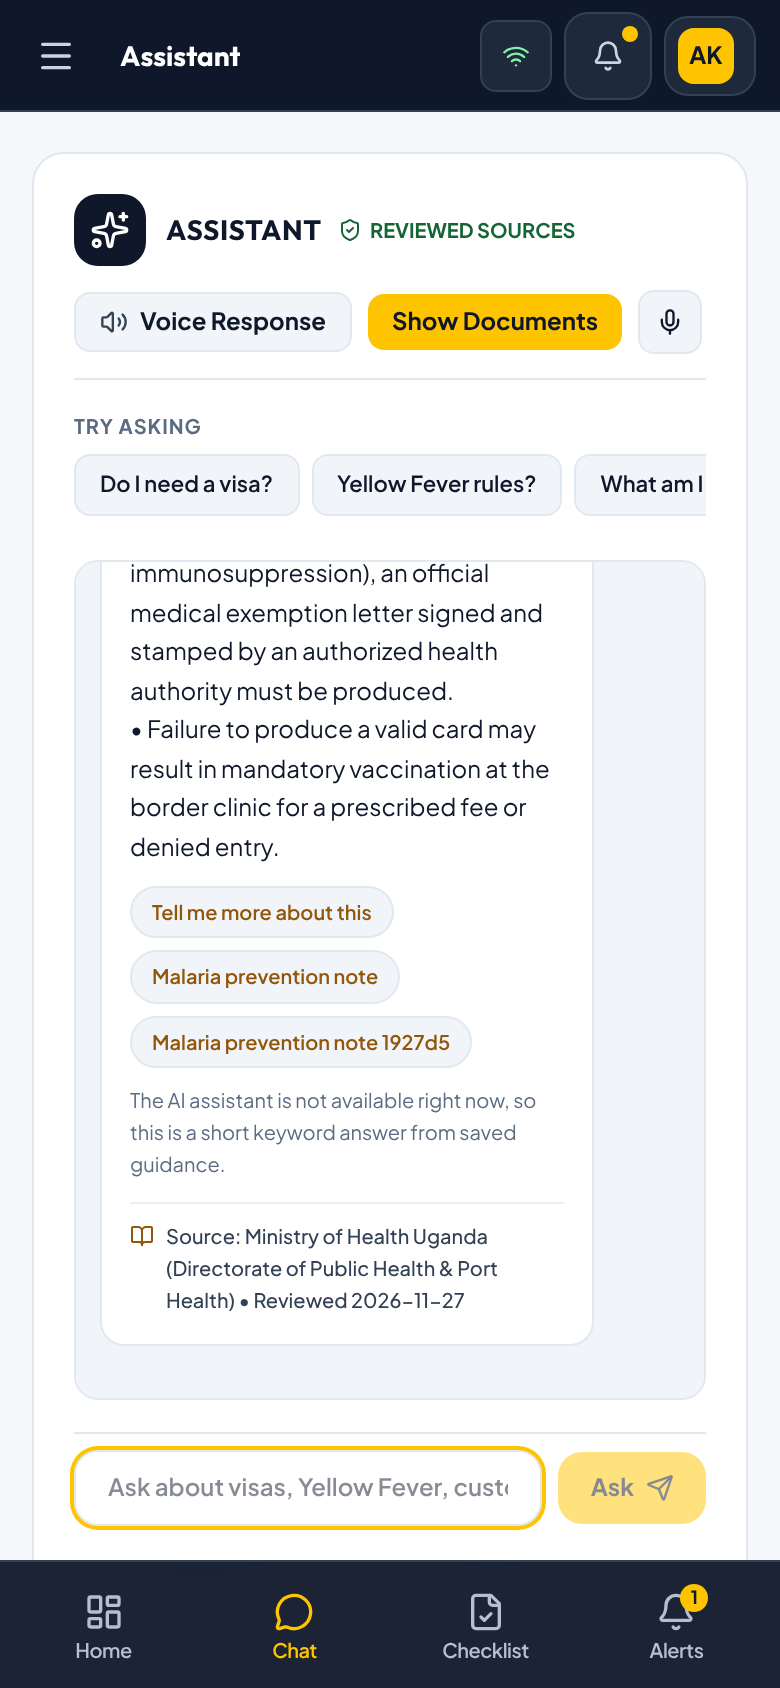 Assistant
AK
ASSISTANT
REVIEWED SOURCES
Voice Response
Show Documents
TRY ASKING
Do I need a visa?
Yellow Fever rules?
What am I
immunosuppression), an official
medical exemption letter signed and
stamped by an authorized health
authority must be produced.
• Failure to produce a valid card may
result in mandatory vaccination at the
border clinic for a prescribed fee or
denied entry.
Tell me more about this
Malaria prevention note
Malaria prevention note 1927d5
The AI assistant is not available right now, so
this is a short keyword answer from saved
guidance.
Source: Ministry of Health Uganda
(Directorate of Public Health & Port
Health) • Reviewed 2026-11-27
Ask about visas, Yellow Fever, custo
Ask
Home
Chat
Checklist
1
Alerts